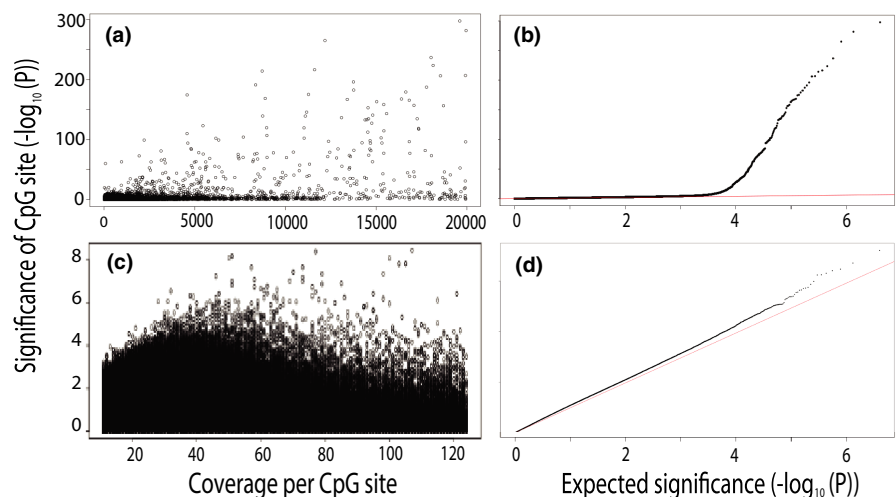 Significance of CpG site (-log₁₀ (P))
(a)
300
200
100
0
0 5000 10000 15000 20000
(b)
0 2 4 6
(c)
8
6
4
2
0
20 40 60 80 100 120
Coverage per CpG site
(d)
0 2 4 6
Expected significance (-log₁₀ (P))